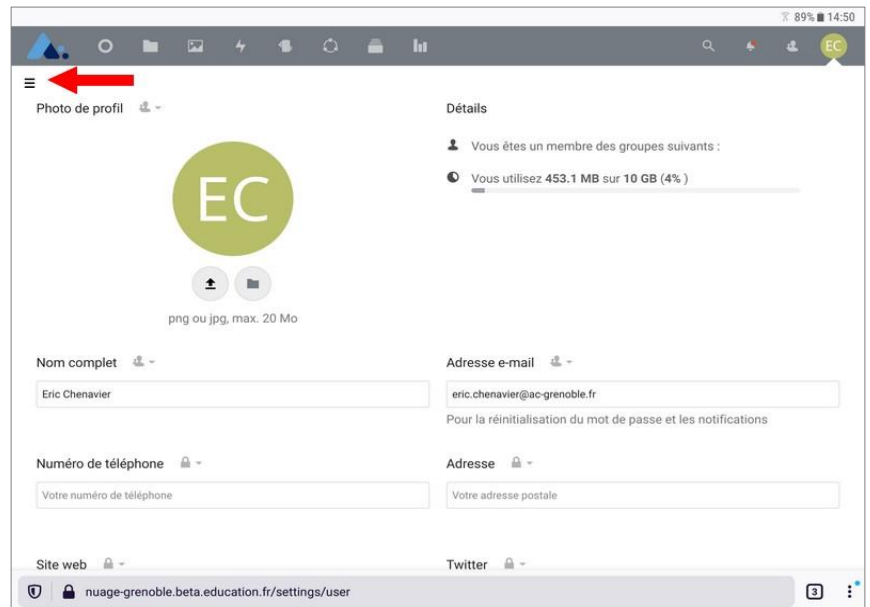 89% 14:50
EC
Photo de profil
EC
png ou jpg, max. 20 Mo
Détails
Vous êtes un membre des groupes suivants :
Vous utilisez 453.1 MB sur 10 GB (4% )
Nom complet
Eric Chenavier
Adresse e-mail
eric.chenavier@ac-grenoble.fr
Pour la réinitialisation du mot de passe et les notifications
Numéro de téléphone
Votre numéro de téléphone
Adresse
Votre adresse postale
Site web
Twitter
nuage-grenoble.beta.education.fr/settings/user
3